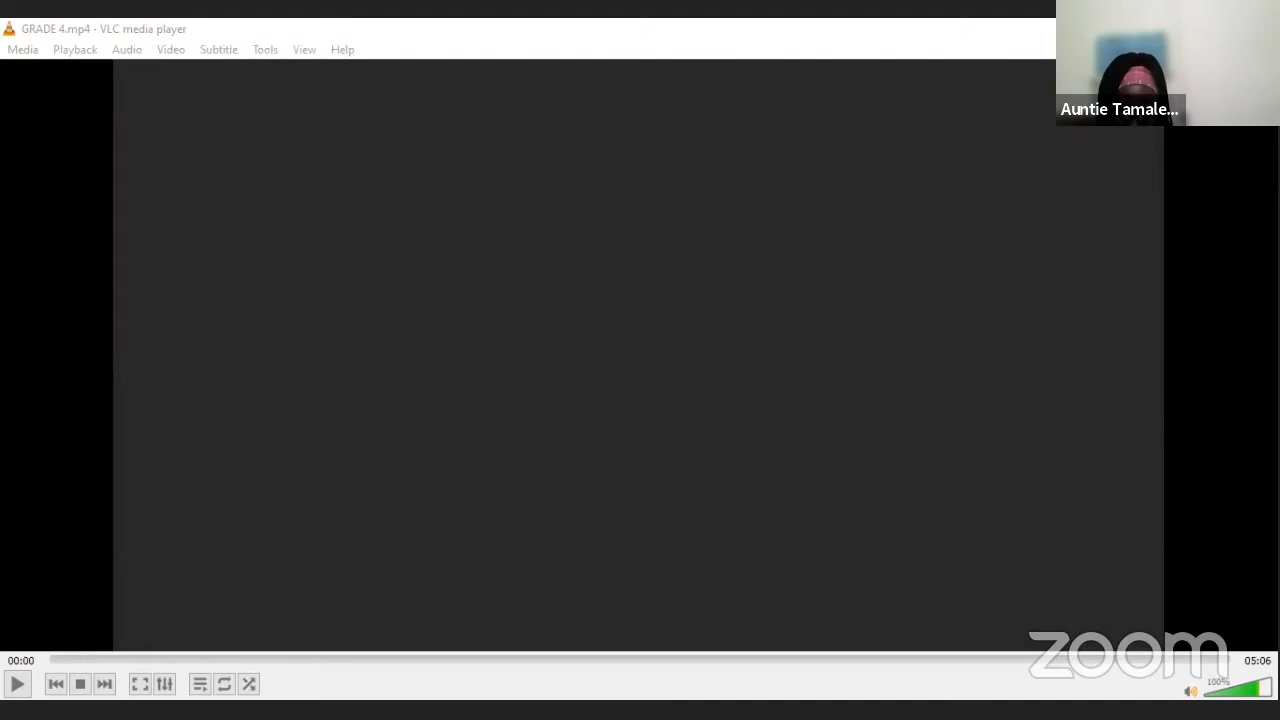 GRADE 4.mp4 - VLC media player
Media Playback Audio Video Subtitle Tools View Help
Auntie Tamale...
zoom
00:00
05:06
100%